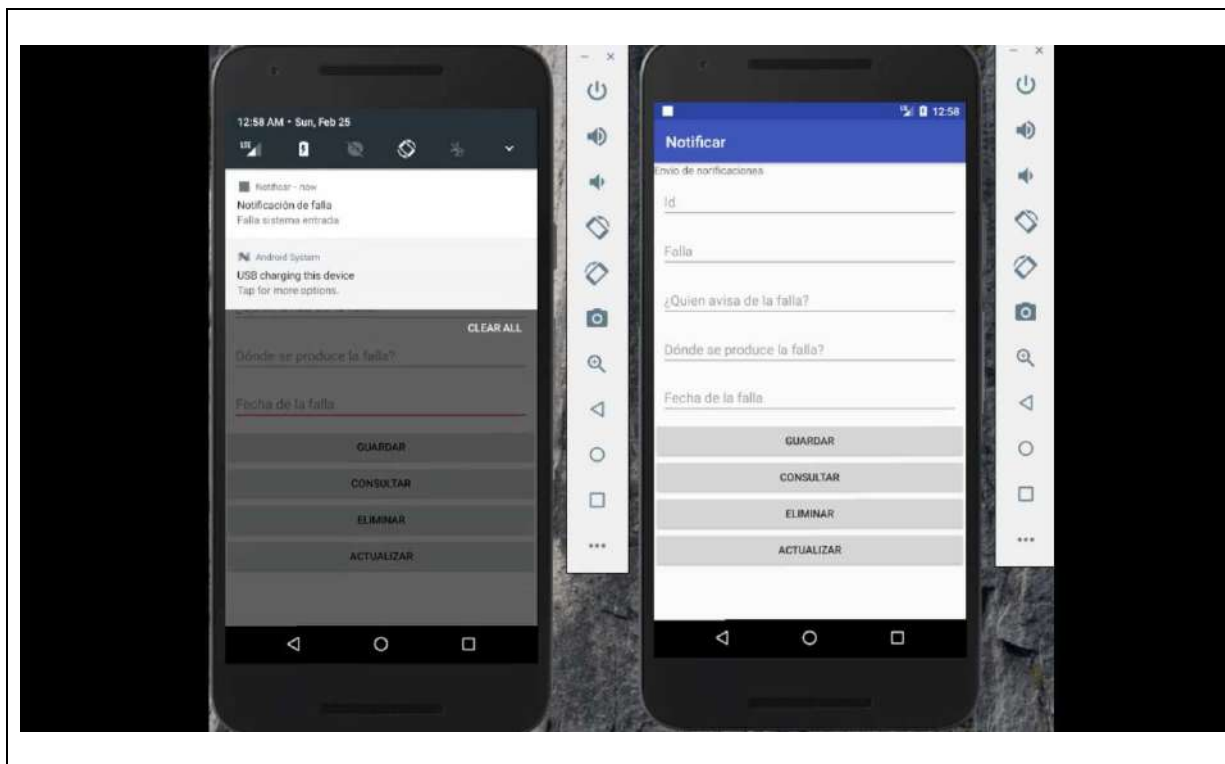 12:58 AM • Sun, Feb 25
LTE
Notificar - now
Notificación de falla
Falla sistema entrada
Android System
USB charging this device
Tap for more options.
CLEAR ALL
Dónde se produce la falla?
Fecha de la falla
GUARDAR
CONSULTAR
ELIMINAR
ACTUALIZAR
12:58
Notificar
Envio de norificaciones
Id
Falla
¿Quien avisa de la falla?
Dónde se produce la falla?
Fecha de la falla
GUARDAR
CONSULTAR
ELIMINAR
ACTUALIZAR